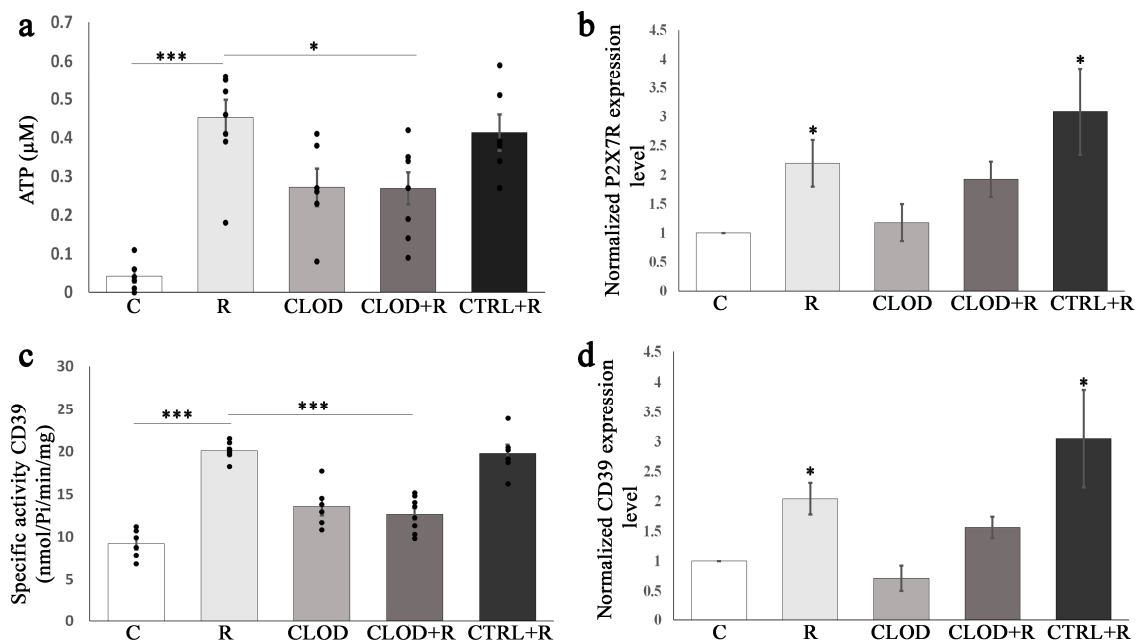 a
ATP (µM)
0.7
0.6
0.5
0.4
0.3
0.2
0.1
0
***
*
C
R
CLOD
CLOD+R
CTRL+R
b
Normalized P2X7R expression
level
4.5
4
3.5
3
2.5
2
1.5
1
0.5
0
*
*
C
R
CLOD
CLOD+R
CTRL+R
c
Specific activity CD39
(nmol/Pi/min/mg)
30
25
20
15
10
5
0
***
***
C
R
CLOD
CLOD+R
CTRL+R
d
Normalized CD39 expression
level
4.5
4
3.5
3
2.5
2
1.5
1
0.5
0
*
*
C
R
CLOD
CLOD+R
CTRL+R